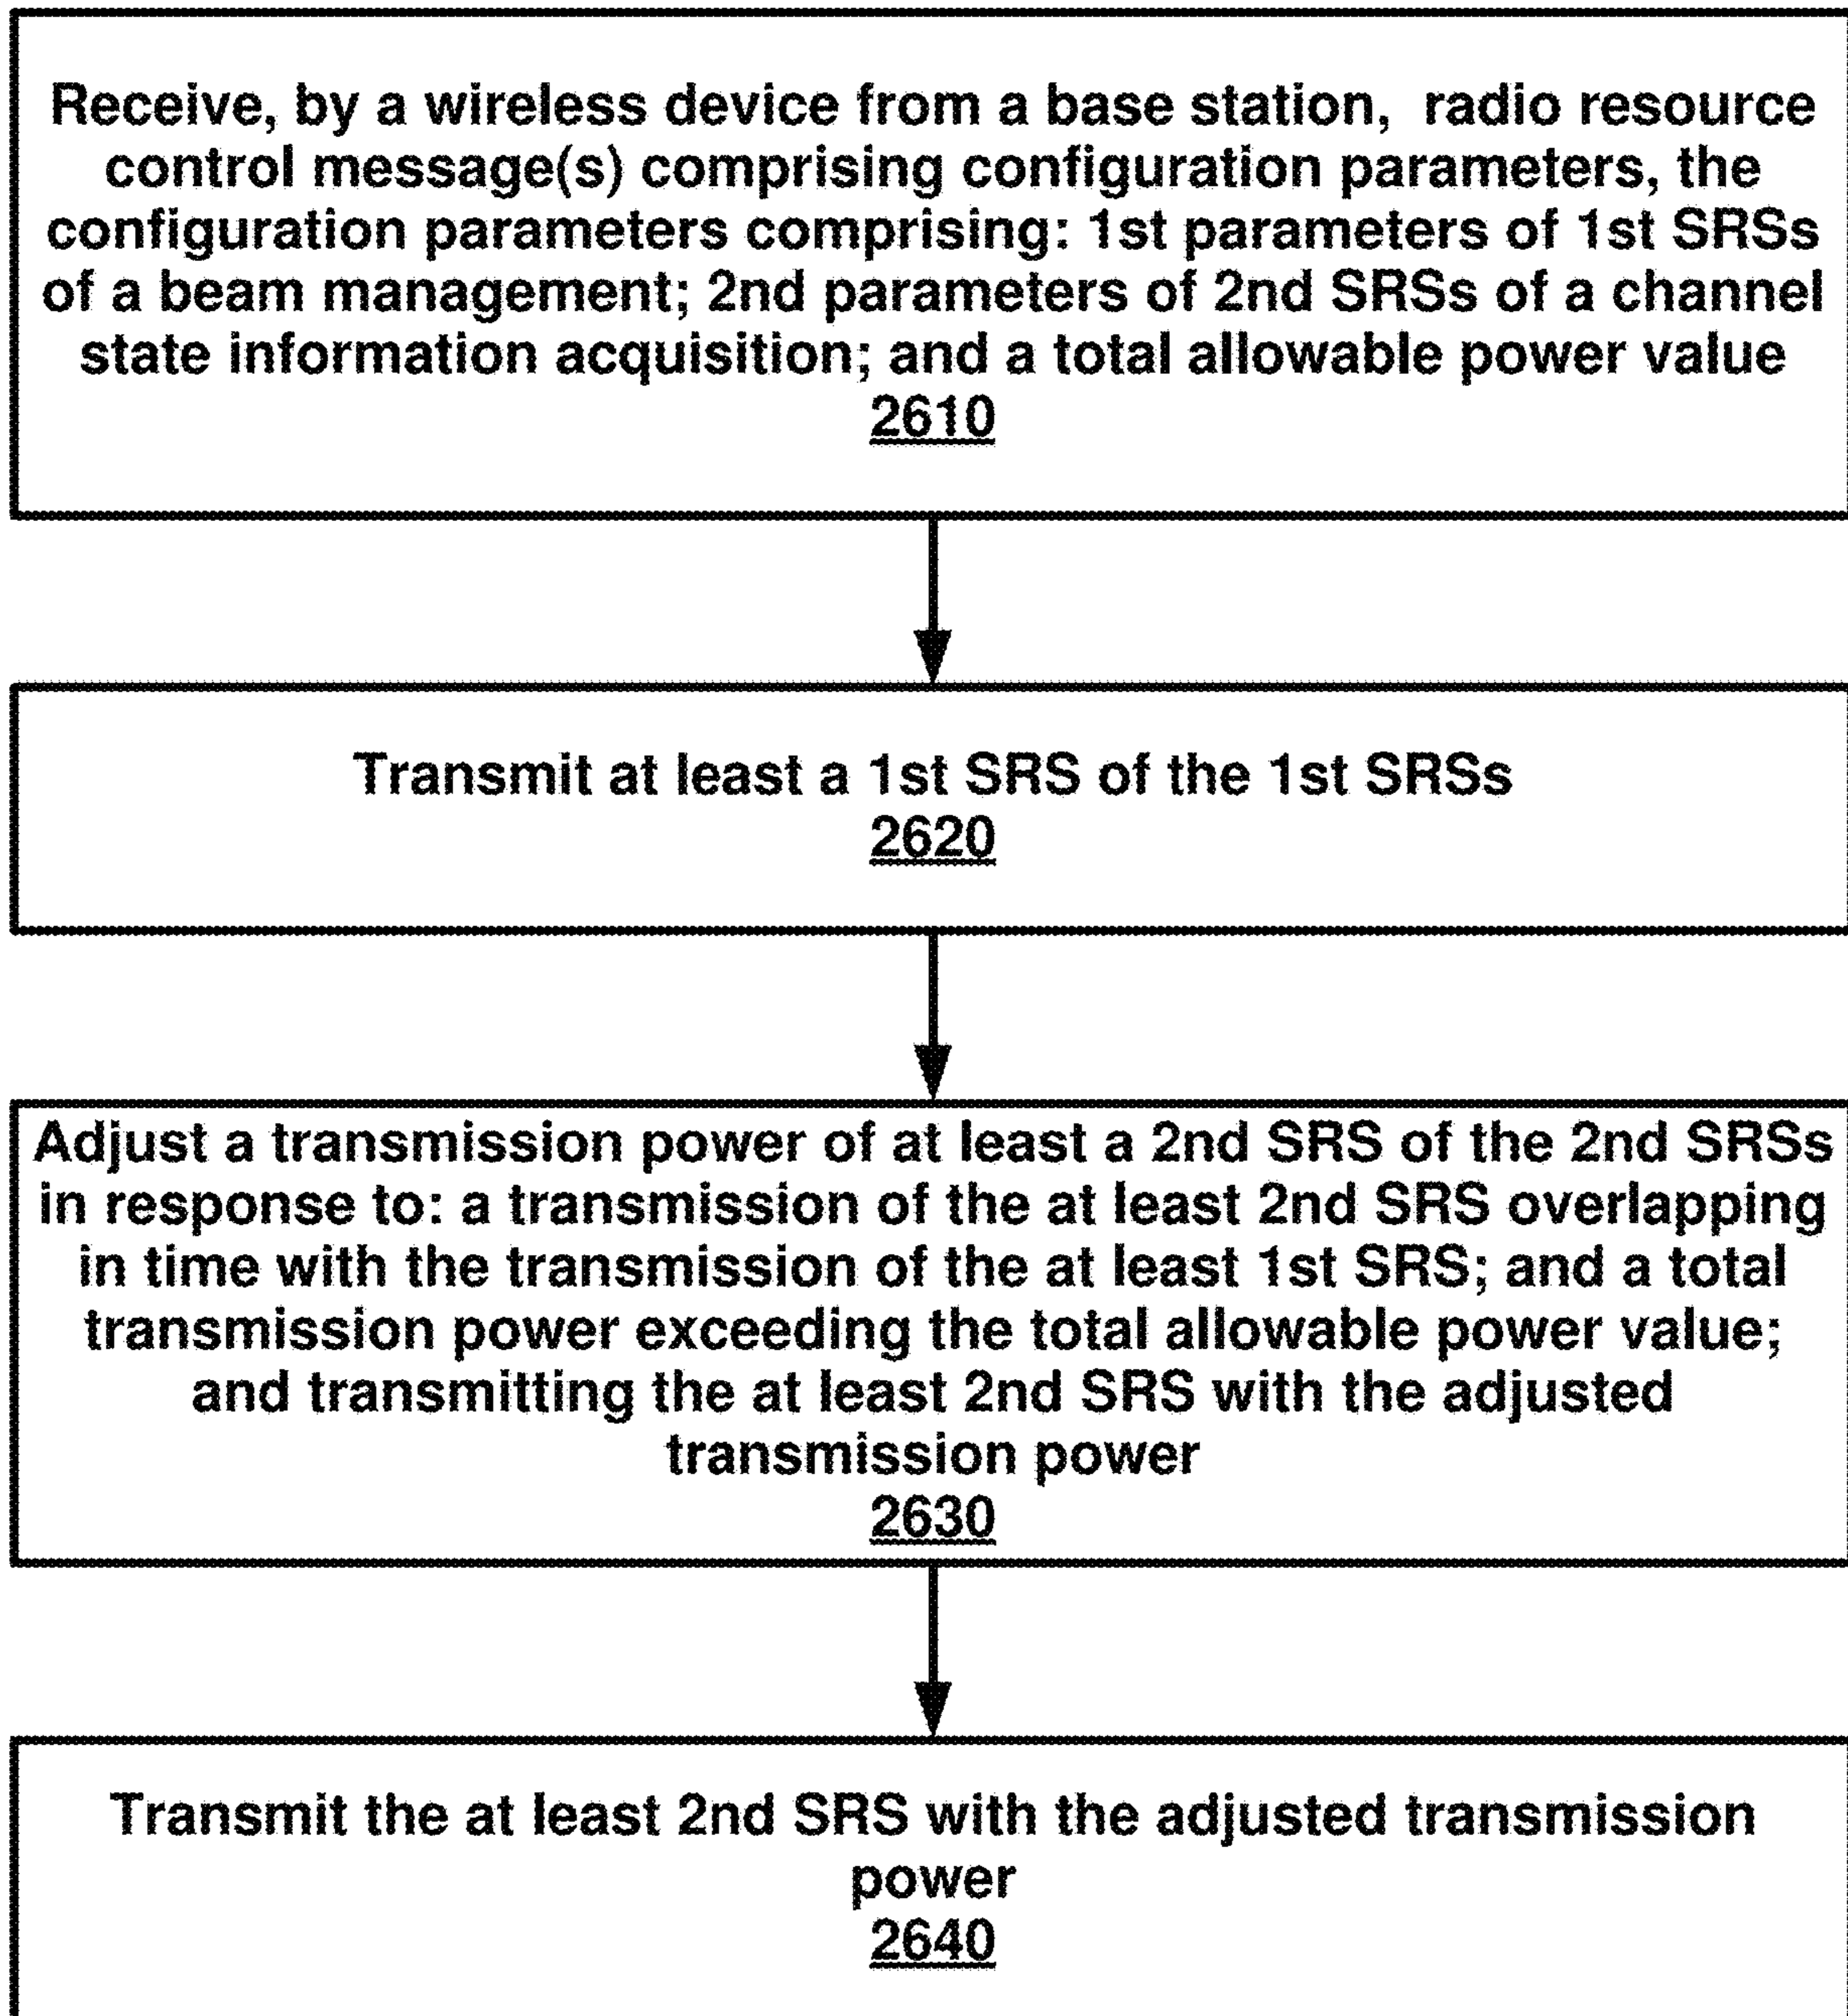 Receive, by a wireless device from a base station, radio resource
control message(s) comprising configuration parameters, the
configuration parameters comprising: 1st parameters of 1st SRSs
of a beam management; 2nd parameters of 2nd SRSs of a channel
state information acquisition; and a total allowable power value
2610
Transmit at least a 1st SRS of the 1st SRSs
2620
Adjust a transmission power of at least a 2nd SRS of the 2nd SRSs
in response to: a transmission of the at least 2nd SRS overlapping
in time with the transmission of the at least 1st SRS; and a total
transmission power exceeding the total allowable power value;
and transmitting the at least 2nd SRS with the adjusted
transmission power
2630
Transmit the at least 2nd SRS with the adjusted transmission
power
2640